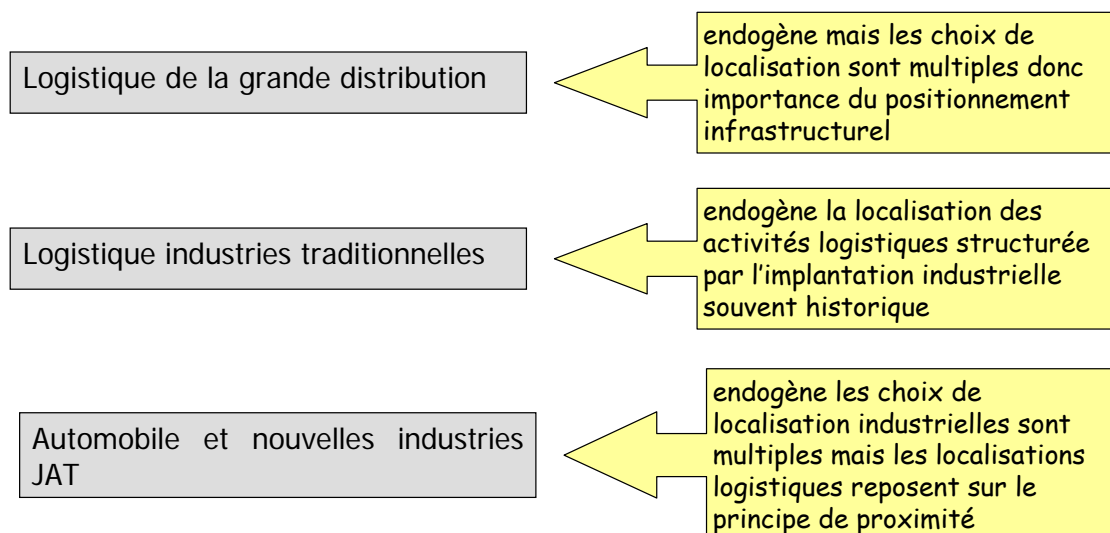 Logistique de la grande distribution
endogène mais les choix de
localisation sont multiples donc
importance du positionnement
infrastructurel
Logistique industries traditionnelles
endogène la localisation des
activités logistiques structurée
par l'implantation industrielle
souvent historique
Automobile et nouvelles industries
JAT
endogène les choix de
localisation industrielles sont
multiples mais les localisations
logistiques reposent sur le
principe de proximité